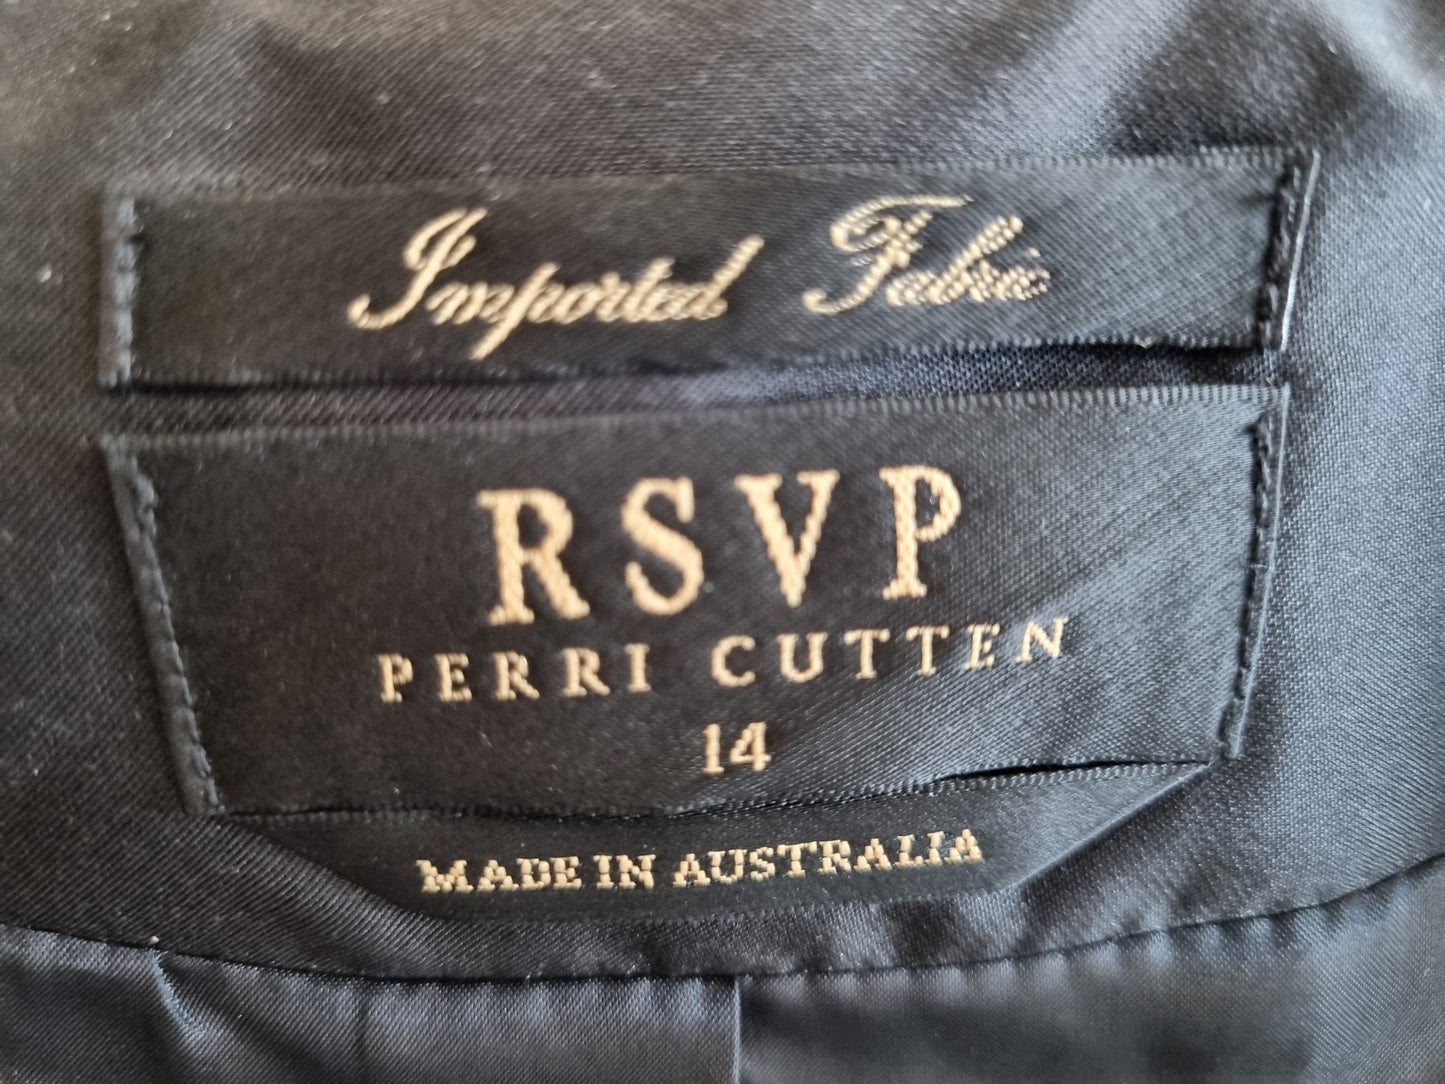 Imported Fabric
RSVP
PERRI CUTTEN
14
MADE IN AUSTRALIA